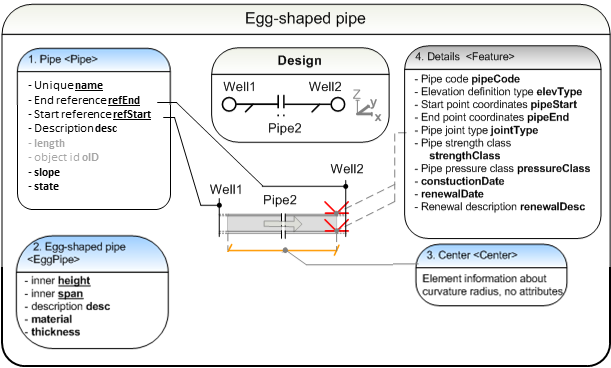 Egg-shaped pipe
1. Pipe <Pipe>
- Unique name
- End reference refEnd
- Start reference refStart
- Description desc
- length
- object id oID
- slope
- state
Design
Well1
Well2
Pipe2
Z
y
x
4. Details <Feature>
- Pipe code pipeCode
- Elevation definition type elevType
- Start point coordinates pipeStart
- End point coordinates pipeEnd
- Pipe joint type jointType
- Pipe strength class
strengthClass
- Pipe pressure class pressureClass
- constuctionDate
- renewalDate
- Renewal description renewalDesc
Well2
Well1
Pipe2
2. Egg-shaped pipe
<EggPipe>
- inner height
- inner span
- description desc
- material
- thickness
3. Center <Center>
Element information about
curvature radius, no attributes